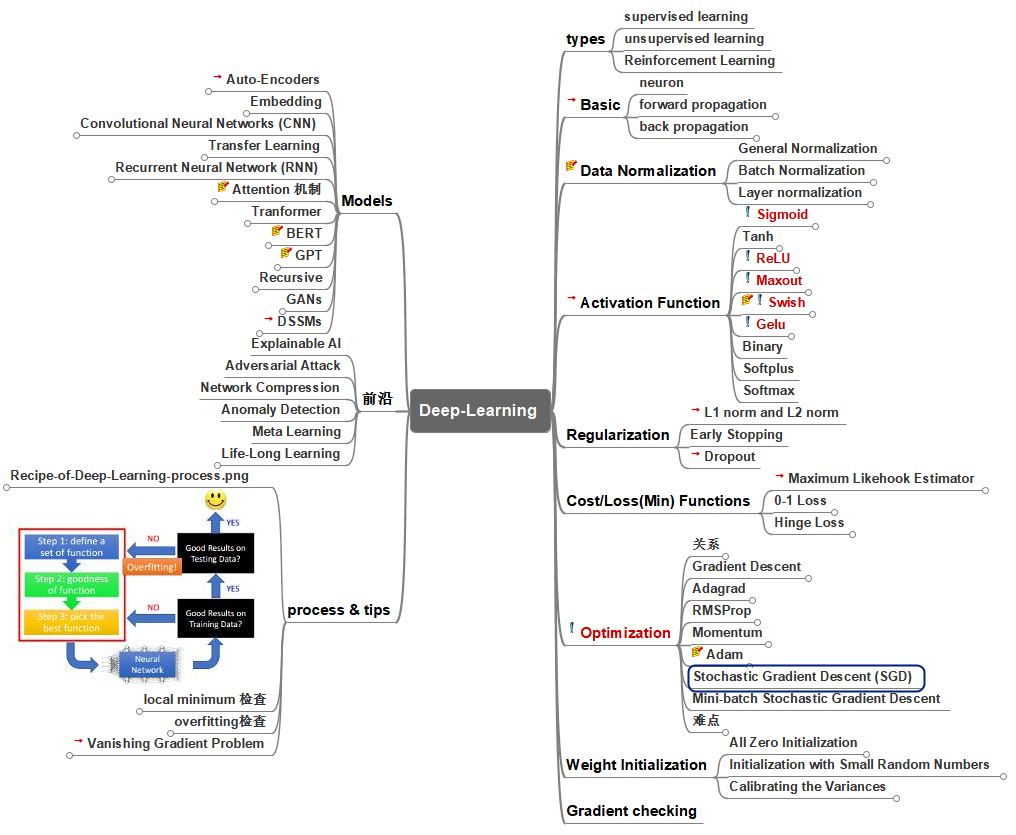 Deep-Learning
types
supervised learning
unsupervised learning
Reinforcement Learning
Basic
neuron
forward propagation
back propagation
Data Normalization
General Normalization
Batch Normalization
Layer normalization
Activation Function
Sigmoid
Tanh
ReLU
Maxout
Swish
Gelu
Binary
Softplus
Softmax
Regularization
L1 norm and L2 norm
Early Stopping
Dropout
Cost/Loss(Min) Functions
Maximum Likehook Estimator
0-1 Loss
Hinge Loss
Optimization
关系
Gradient Descent
Adagrad
RMSProp
Momentum
Adam
Stochastic Gradient Descent (SGD)
Mini-batch Stochastic Gradient Descent
难点
Weight Initialization
All Zero Initialization
Initialization with Small Random Numbers
Calibrating the Variances
Gradient checking
Models
Auto-Encoders
Embedding
Convolutional Neural Networks (CNN)
Transfer Learning
Recurrent Neural Network (RNN)
Attention 机制
Tranformer
BERT
GPT
Recursive
GANs
DSSMs
前沿
Explainable AI
Adversarial Attack
Network Compression
Anomaly Detection
Meta Learning
Life-Long Learning
process & tips
Recipe-of-Deep-Learning-process.png
YES
Step 1: define a
set of function
NO
Good Results on
Testing Data?
Overfitting!
Step 2: goodness
of function
YES
Step 3: pick the
best function
NO
Good Results on
Training Data?
Neural
Network
local minimum 检查
overfitting检查
Vanishing Gradient Problem